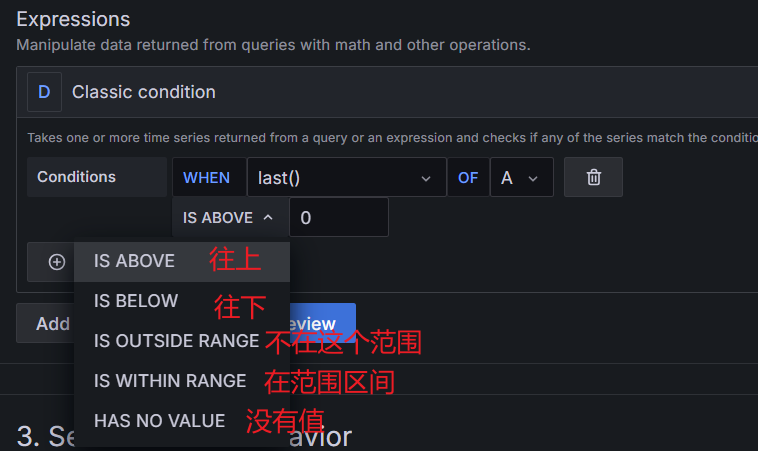 Expressions
Manipulate data returned from queries with math and other operations.
D Classic condition
Takes one or more time series returned from a query or an expression and checks if any of the series match the conditio
Conditions WHEN last() OF A
IS ABOVE 0
IS ABOVE 往上
IS BELOW 往下
Add eview
IS OUTSIDE RANGE 不在这个范围
IS WITHIN RANGE 在范围区间
HAS NO VALUE 没有值
3. Se avior